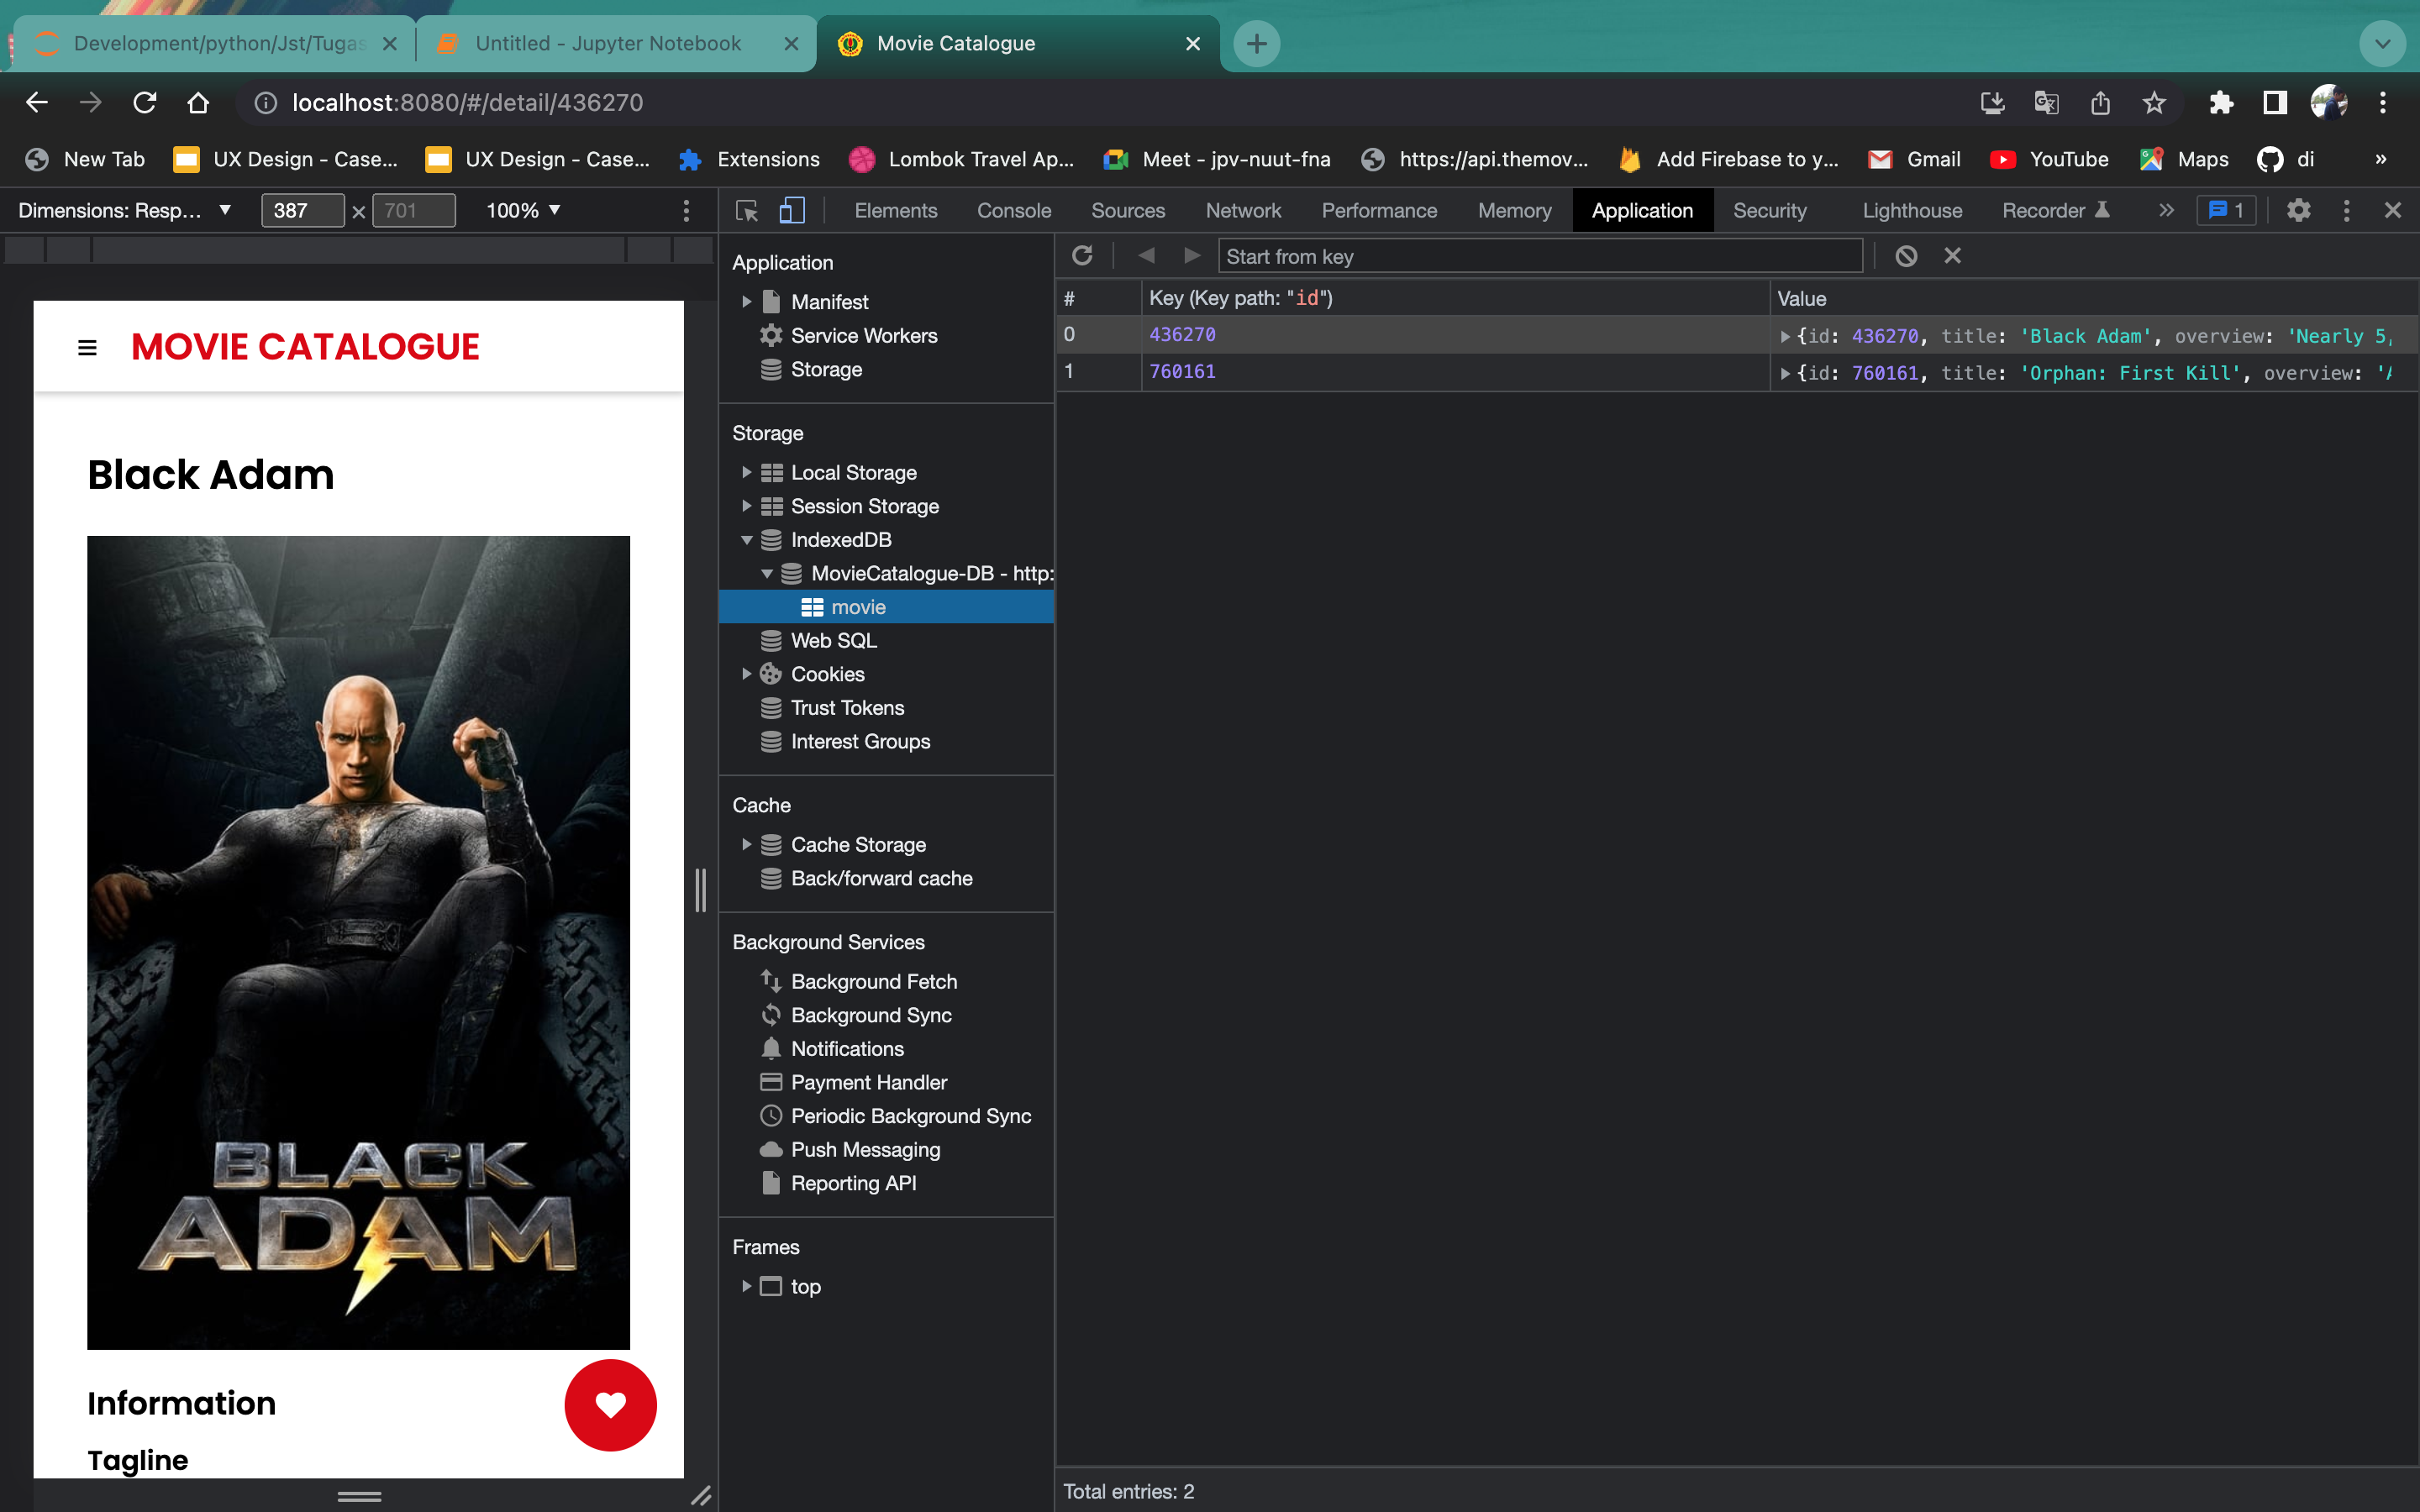 Development/python/Jst/Tugas
Untitled - Jupyter Notebook
Movie Catalogue
localhost:8080/#/detail/436270
New Tab
UX Design - Case...
UX Design - Case...
Extensions
Lombok Travel Ap...
Meet - jpv-nuut-fna
https://api.themov...
Add Firebase to y...
Gmail
YouTube
Maps
di
»
Dimensions: Resp...
387
×
701
100%
Elements
Console
Sources
Network
Performance
Memory
Application
Security
Lighthouse
Recorder
»
1
MOVIE CATALOGUE
Black Adam
BLACK
ADAM
Information
Tagline
Application
Manifest
Service Workers
Storage
Storage
Local Storage
Session Storage
IndexedDB
MovieCatalogue-DB - http:
movie
Web SQL
Cookies
Trust Tokens
Interest Groups
Cache
Cache Storage
Back/forward cache
Background Services
Background Fetch
Background Sync
Notifications
Payment Handler
Periodic Background Sync
Push Messaging
Reporting API
Frames
top
Start from key
# Key (Key path: "id") Value
0 436270 {id: 436270, title: 'Black Adam', overview: 'Nearly 5,
1 760161 {id: 760161, title: 'Orphan: First Kill', overview: 'A
Total entries: 2